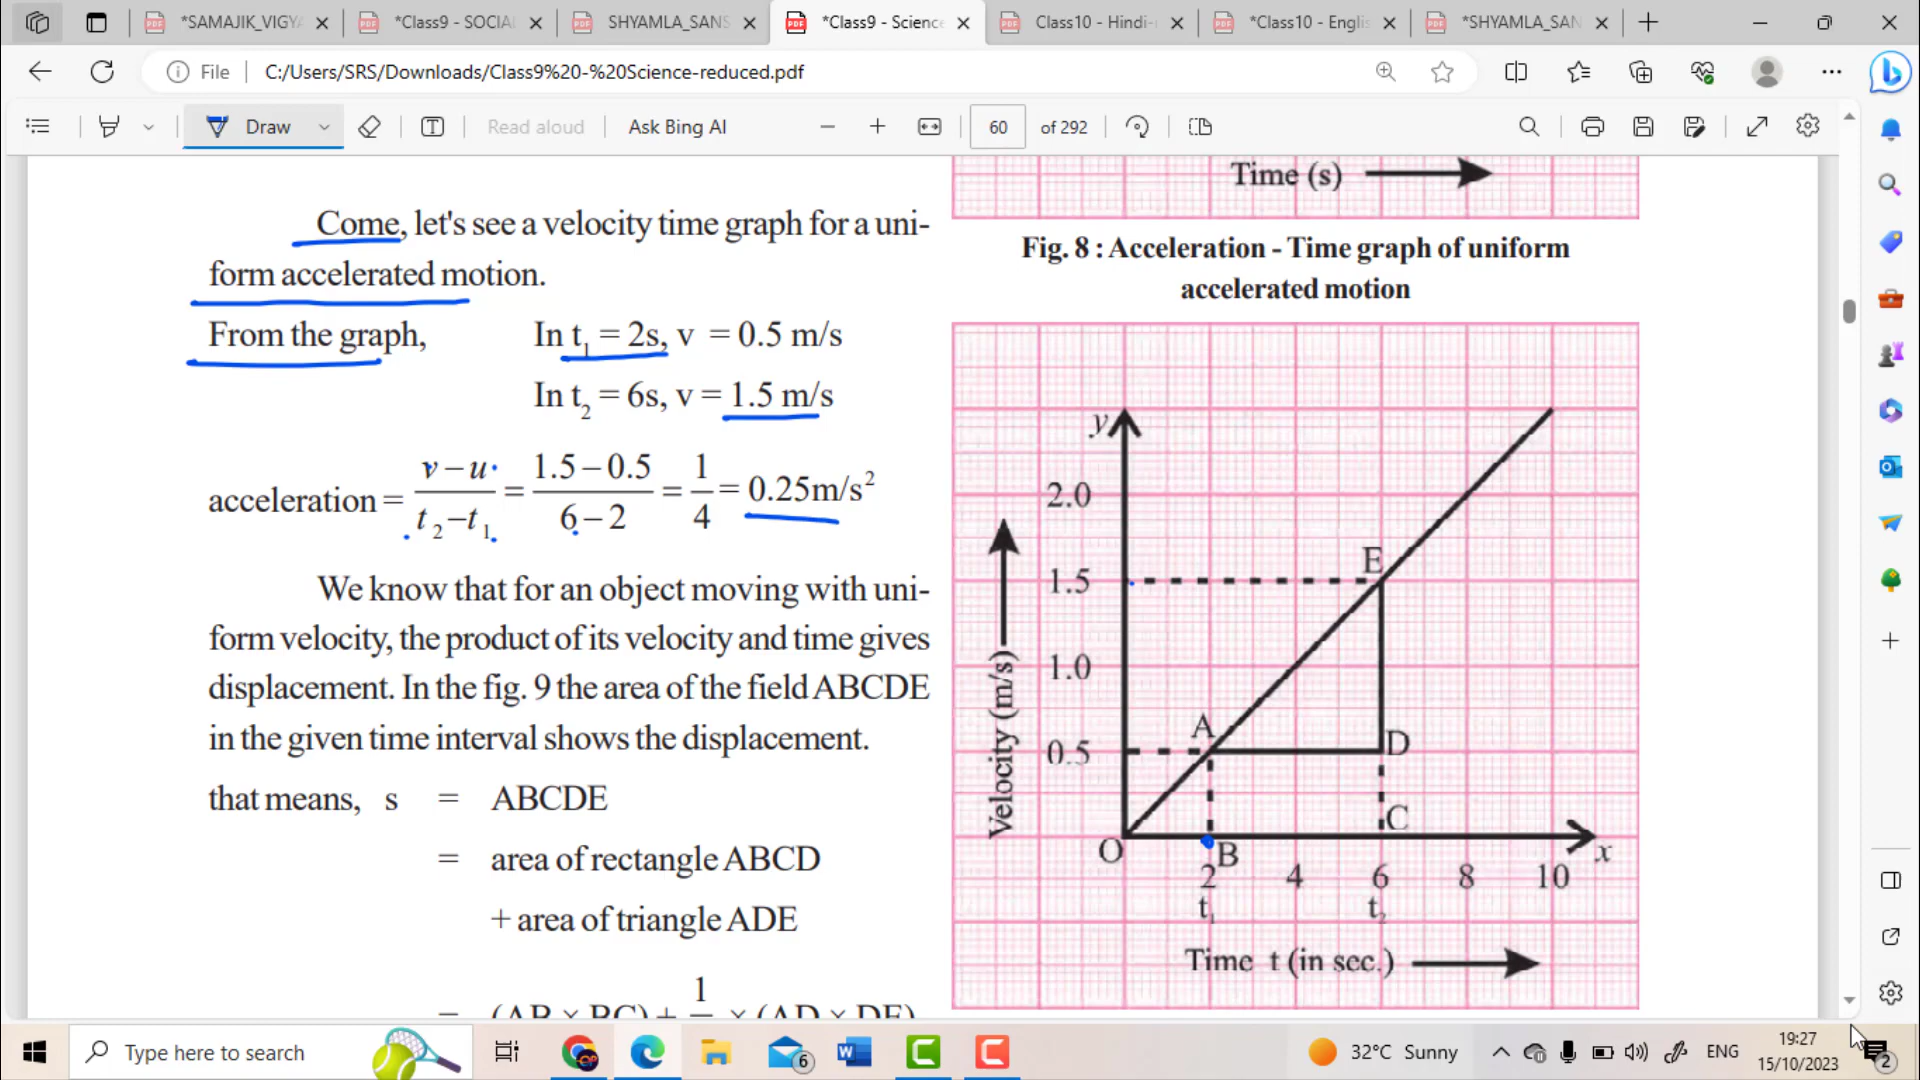 *SAMAJIK_VIGYA
*Class9 - SOCIAL
SHYAMLA_SANS
*Class9 - Science
Class10 - Hindi-
*Class10 - Englis
*SHYAMLA_SAN
File C:/Users/SRS/Downloads/Class9%20-%20Science-reduced.pdf
Draw Read aloud Ask Bing AI 60 of 292
Come, let's see a velocity time graph for a uni-
form accelerated motion.
From the graph, In t₁ = 2s, v = 0.5 m/s
In t₂ = 6s, v = 1.5 m/s
acceleration = (v – u)/(t₂ – t₁) = (1.5 – 0.5)/(6 – 2) = 1/4 = 0.25m/s²
We know that for an object moving with uni-
form velocity, the product of its velocity and time gives
displacement. In the fig. 9 the area of the field ABCDE
in the given time interval shows the displacement.
that means, s = ABCDE
= area of rectangle ABCD
+ area of triangle ADE
= (AB × BC) + 1 × (AD × DE)
Time (s)
Fig. 8 : Acceleration - Time graph of uniform
accelerated motion
y
2.0
1.5
1.0
0.5
Velocity (m/s)
E
A
D
C
O
B
x
2 4 6 8 10
t₁ t₂
Time t (in sec.)
Type here to search
6
32°C Sunny
ENG
19:27
15/10/2023
2